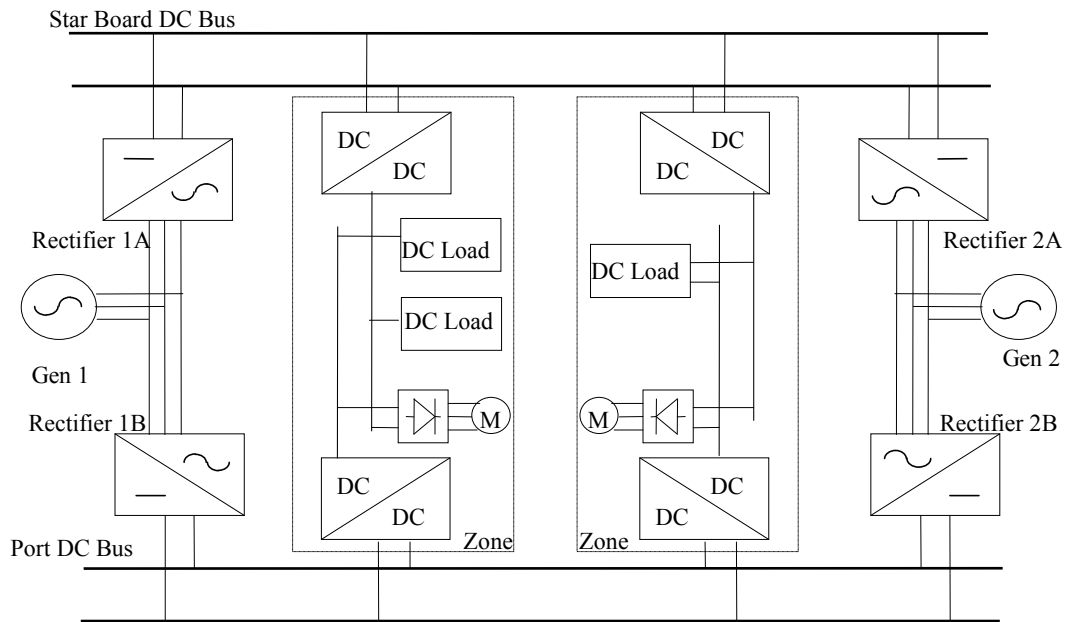 Star Board DC Bus
DC
DC
DC
DC
DC Load
Rectifier 1A
Rectifier 2A
DC Load
DC Load
Gen 1
Gen 2
M
M
Rectifier 1B
Rectifier 2B
DC
DC
DC
DC
Port DC Bus
Zone
Zone